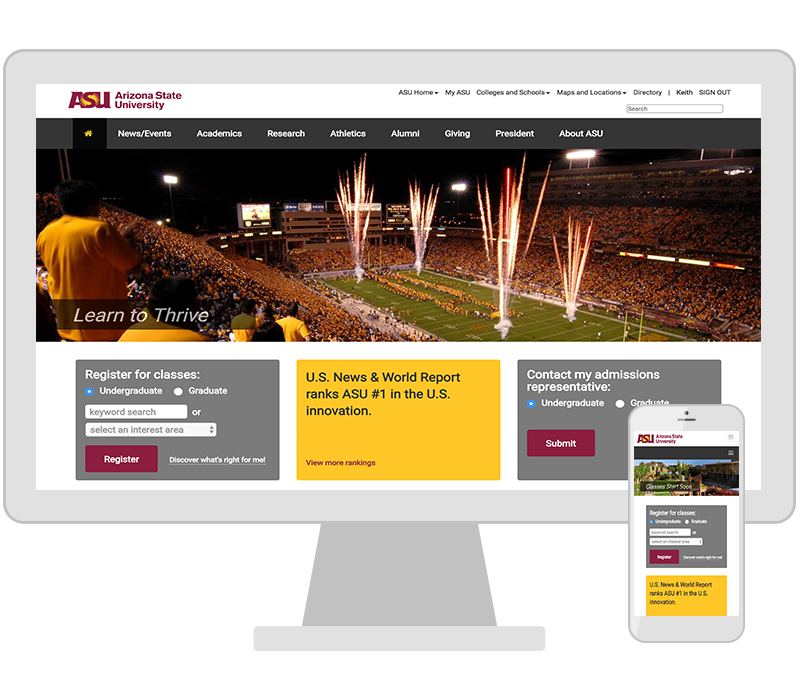 ASU Arizona State
University
ASU Home My ASU Colleges and Schools Maps and Locations Directory | Keith SIGN OUT
Search
News/Events Academics Research Athletics Alumni Giving President About ASU
Learn to Thrive
Register for classes:
Undergraduate Graduate
keyword search or
select an interest area
Register Discover what's right for me!
U.S. News & World Report
ranks ASU #1 in the U.S.
innovation.
View more rankings
Contact my admissions
representative:
Undergraduate Graduate
Submit
ASU Arizona State
University
Classes Start Soon
Register for classes:
Undergraduate Graduate
keyword search or
select an interest area
Register Discover what's right for me!
U.S. News & World Report
ranks ASU #1 in the U.S.
innovation.